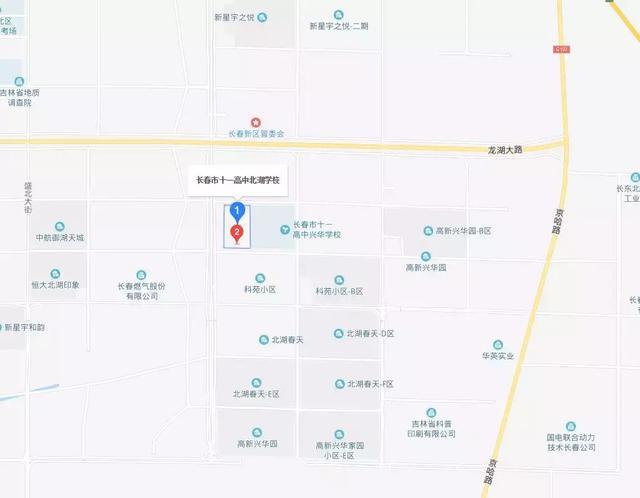 新星宇之悦
新星宇之悦-二期
北区
考场
G102
吉林省地质
调查院
长春新区管委会
龙湖大路
长春市十一高中北湖学校
盛北大街
1
2
长春市十一
高中兴华学校
高新兴华园-B区
中航御湖天城
京哈路
长东北
工业
高新兴华园
恒大北湖印象
长春燃气股份
有限公司
科苑小区
科苑小区-B区
新星宇和韵
北湖春天
北湖春天-D区
华英实业
北湖春天-E区
北湖春天-F区
吉林省科普
印刷有限公司
高新兴华园
高新兴华家园
小区-E区
国电联合动力
技术长春公司
京哈路